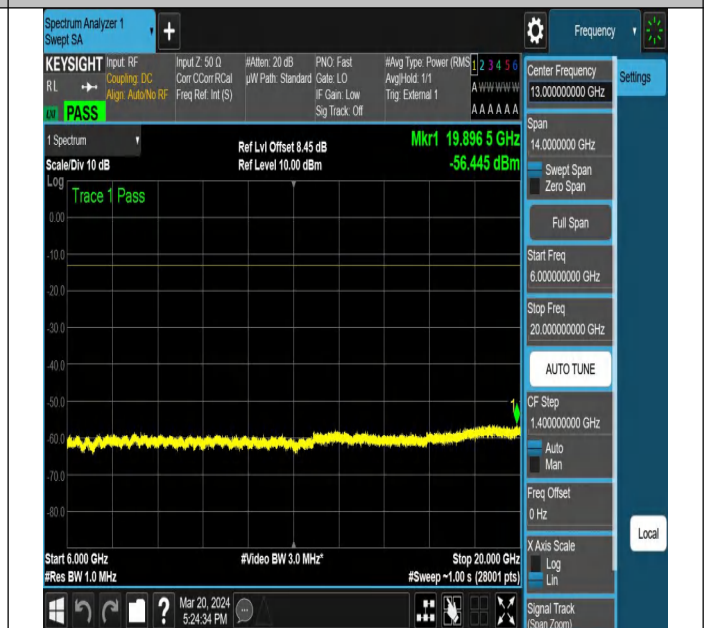 Spectrum Analyzer 1
Swept SA
+
Frequency
KEYSIGHT
RL
PASS
Input: RF
Coupling: DC
Align: Auto/No RF
Input Z: 50 Ω
Corr CCorr RCal
Freq Ref: Int (S)
#Atten: 20 dB
µW Path: Standard
PNO: Fast
Gate: LO
IF Gain: Low
Sig Track: Off
#Avg Type: Power (RMS
Avg|Hold: 1/1
Trig: External 1
1 2 3 4 5 6
A W W W W W
A A A A A A
1 Spectrum
Scale/Div 10 dB
Ref Lvl Offset 8.45 dB
Ref Level 10.00 dBm
Mkr1 19.896 5 GHz
-56.445 dBm
Log
Trace 1 Pass
0.00
-10.0
-20.0
-30.0
-40.0
-50.0
-60.0
-70.0
-80.0
1
Start 6.000 GHz
#Res BW 1.0 MHz
#Video BW 3.0 MHz*
Stop 20.000 GHz
#Sweep ~1.00 s (28001 pts)
Center Frequency
13.000000000 GHz
Settings
Span
14.0000000 GHz
Swept Span
Zero Span
Full Span
Start Freq
6.000000000 GHz
Stop Freq
20.000000000 GHz
AUTO TUNE
CF Step
1.400000000 GHz
Auto
Man
Freq Offset
0 Hz
X Axis Scale
Log
Lin
Local
Signal Track
(Span Zoom)
?
Mar 20, 2024
5:24:34 PM